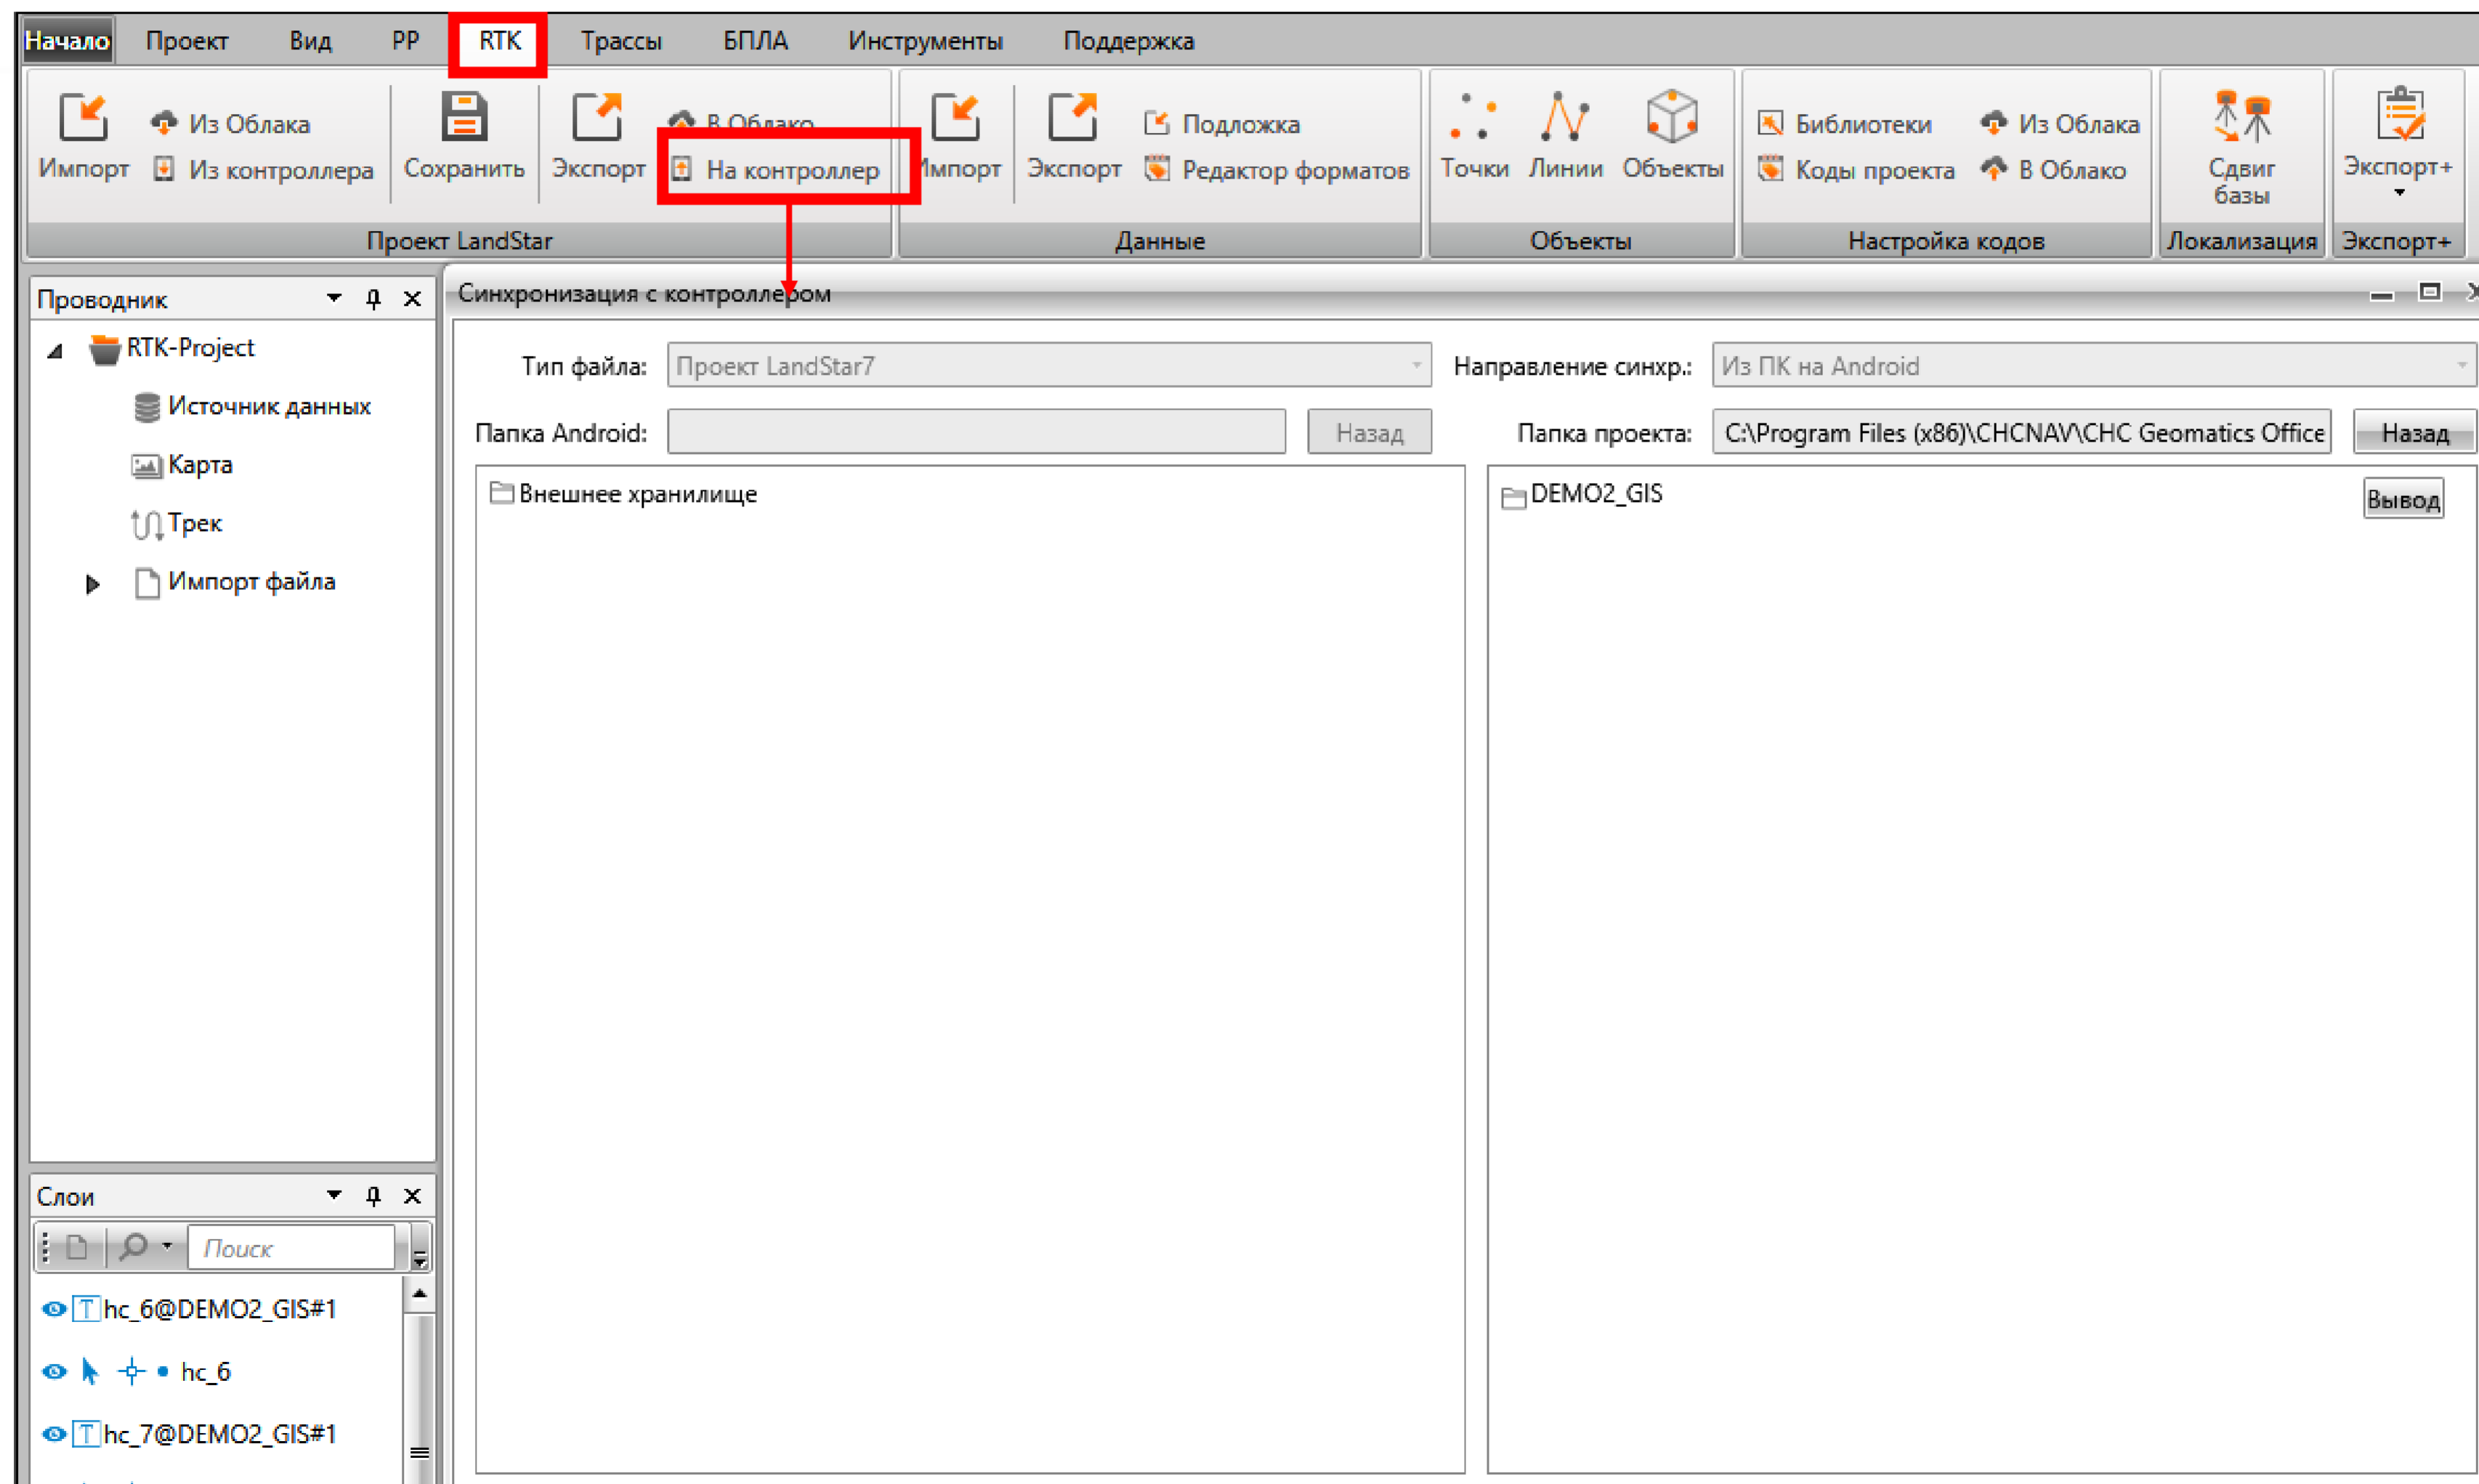 Начало Проект Вид PP RTK Трассы БПЛА Инструменты Поддержка
Из Облака В Облако Подложка Библиотеки Из Облака
Импорт Из контроллера Сохранить Экспорт На контроллер Импорт Экспорт Редактор форматов Точки Линии Объекты Коды проекта В Облако Сдвиг базы Экспорт+
Проект LandStar Данные Объекты Настройка кодов Локализация Экспорт+
Проводник
RTK-Project
Источник данных
Карта
Трек
Импорт файла
Синхронизация с контроллером
Тип файла: Проект LandStar7 Направление синхр.: Из ПК на Android
Папка Android: Назад Папка проекта: C:\Program Files (x86)\CHCNAV\CHC Geomatics Office Назад
Внешнее хранилище DEMO2_GIS Вывод
Слои
Поиск
hc_6@DEMO2_GIS#1
hc_6
hc_7@DEMO2_GIS#1